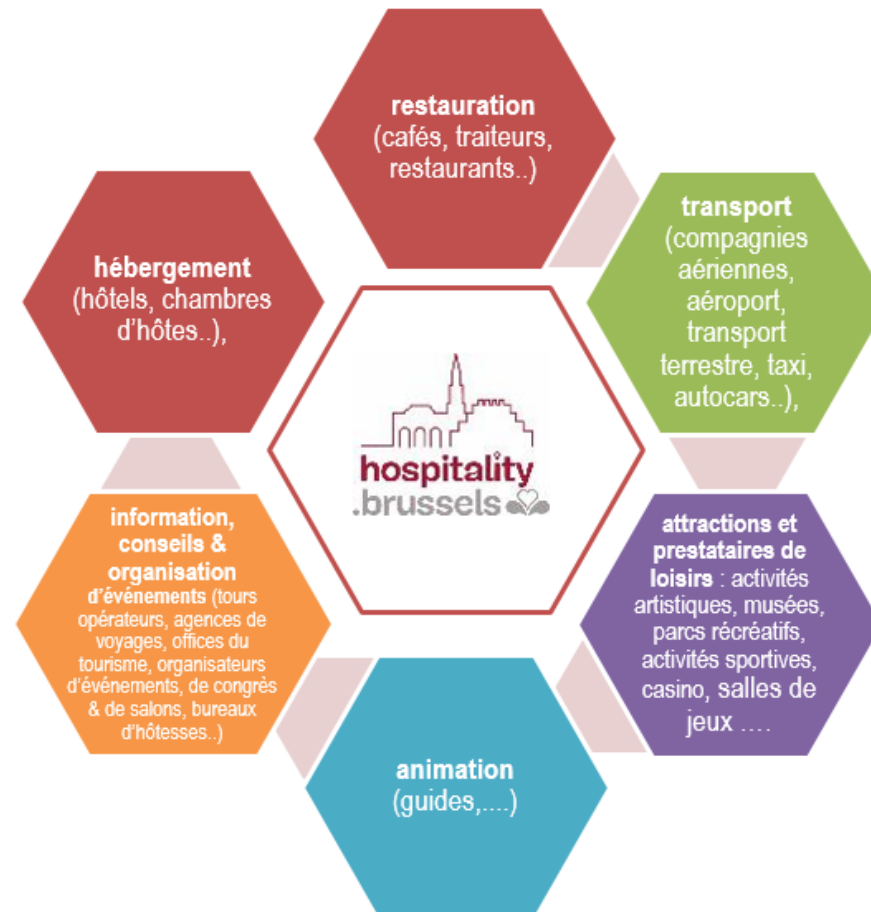 restauration
(cafés, traiteurs,
restaurants..)
hébergement
(hôtels, chambres
d'hôtes..),
transport
(compagnies
aériennes,
aéroport,
transport
terrestre, taxi,
autocars..),
hospitality
.brussels
information,
conseils &
organisation
d'événements (tours
opérateurs, agences de
voyages, offices du
tourisme, organisateurs
d'événements, de congrès
& de salons, bureaux
d'hôtesses..)
attractions et
prestataires de
loisirs : activités
artistiques, musées,
parcs récréatifs,
activités sportives,
casino, salles de
jeux ….
animation
(guides,....)